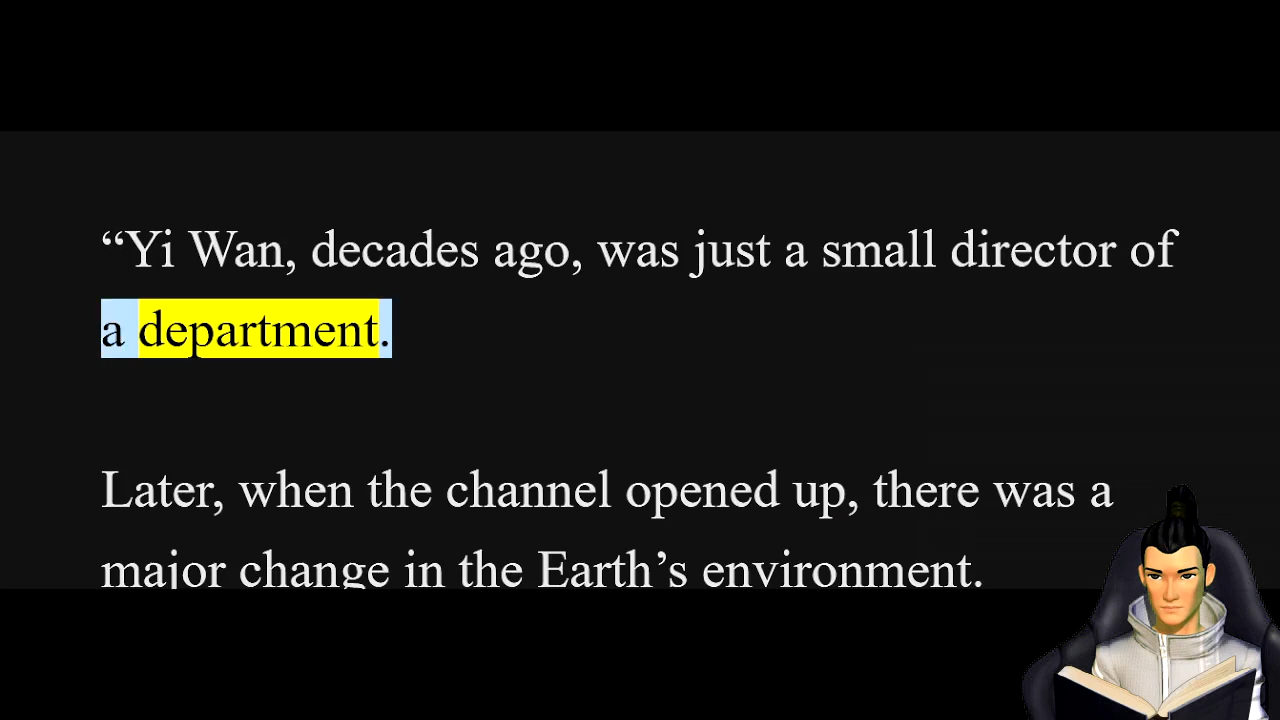 “Yi Wan, decades ago, was just a small director of
a department.
Later, when the channel opened up, there was a
major change in the Earth’s environment.